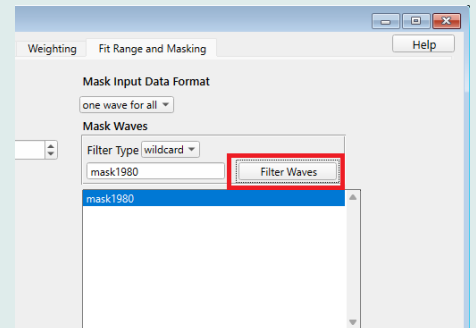 Weighting Fit Range and Masking Help
Mask Input Data Format
one wave for all
Mask Waves
Filter Type wildcard
mask1980 Filter Waves
mask1980